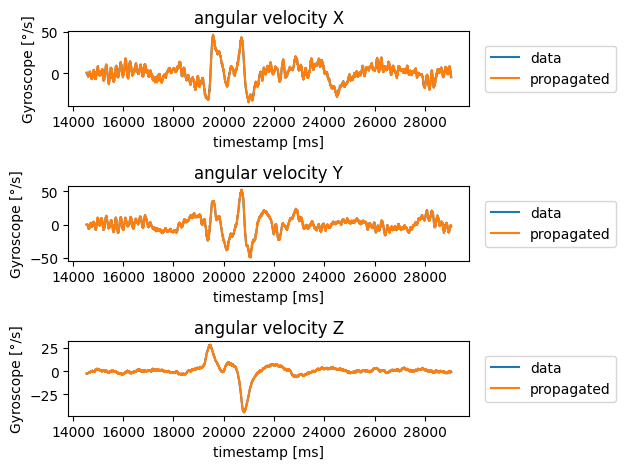 angular velocity X
Gyroscope [°/s]
50
0
14000 16000 18000 20000 22000 24000 26000 28000
timestamp [ms]
data
propagated
angular velocity Y
Gyroscope [°/s]
50
0
−50
14000 16000 18000 20000 22000 24000 26000 28000
timestamp [ms]
data
propagated
angular velocity Z
Gyroscope [°/s]
25
0
−25
14000 16000 18000 20000 22000 24000 26000 28000
timestamp [ms]
data
propagated